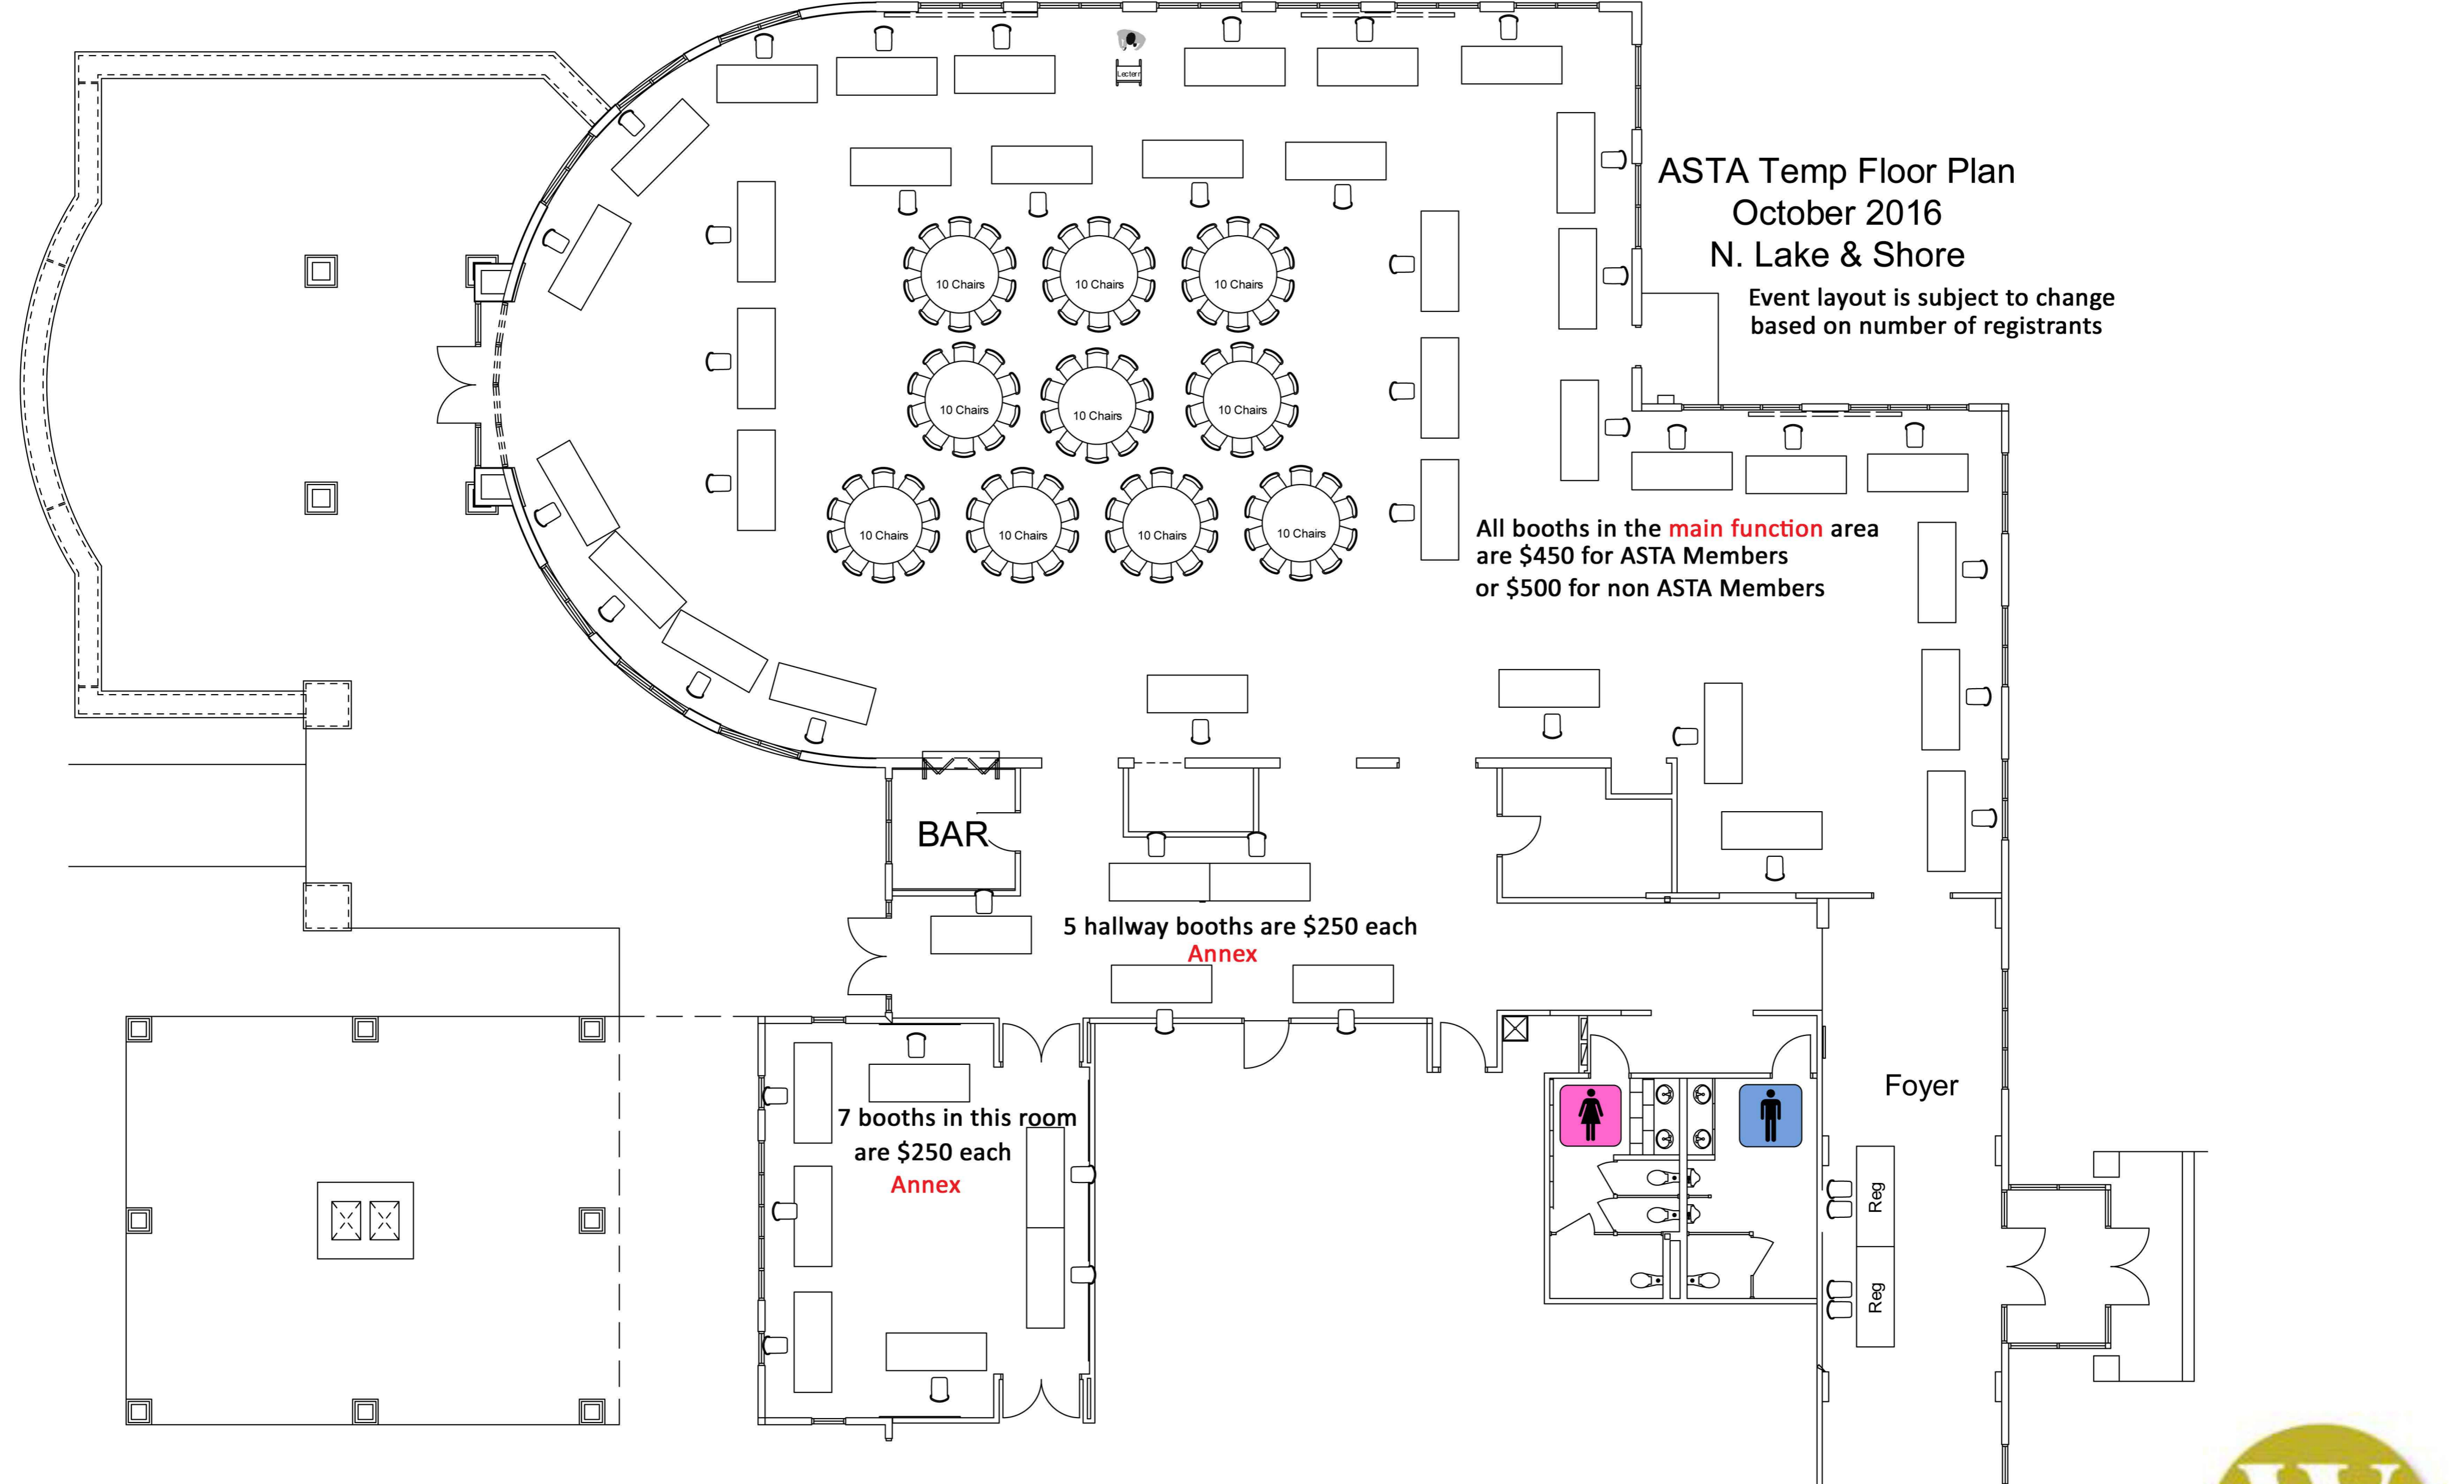 Lectern
ASTA Temp Floor Plan
October 2016
N. Lake & Shore
Event layout is subject to change
based on number of registrants
10 Chairs
10 Chairs
10 Chairs
10 Chairs
10 Chairs
10 Chairs
10 Chairs
10 Chairs
10 Chairs
10 Chairs
All booths in the main function area
are $450 for ASTA Members
or $500 for non ASTA Members
BAR
5 hallway booths are $250 each
Annex
7 booths in this room
are $250 each
Annex
Foyer
Reg
Reg